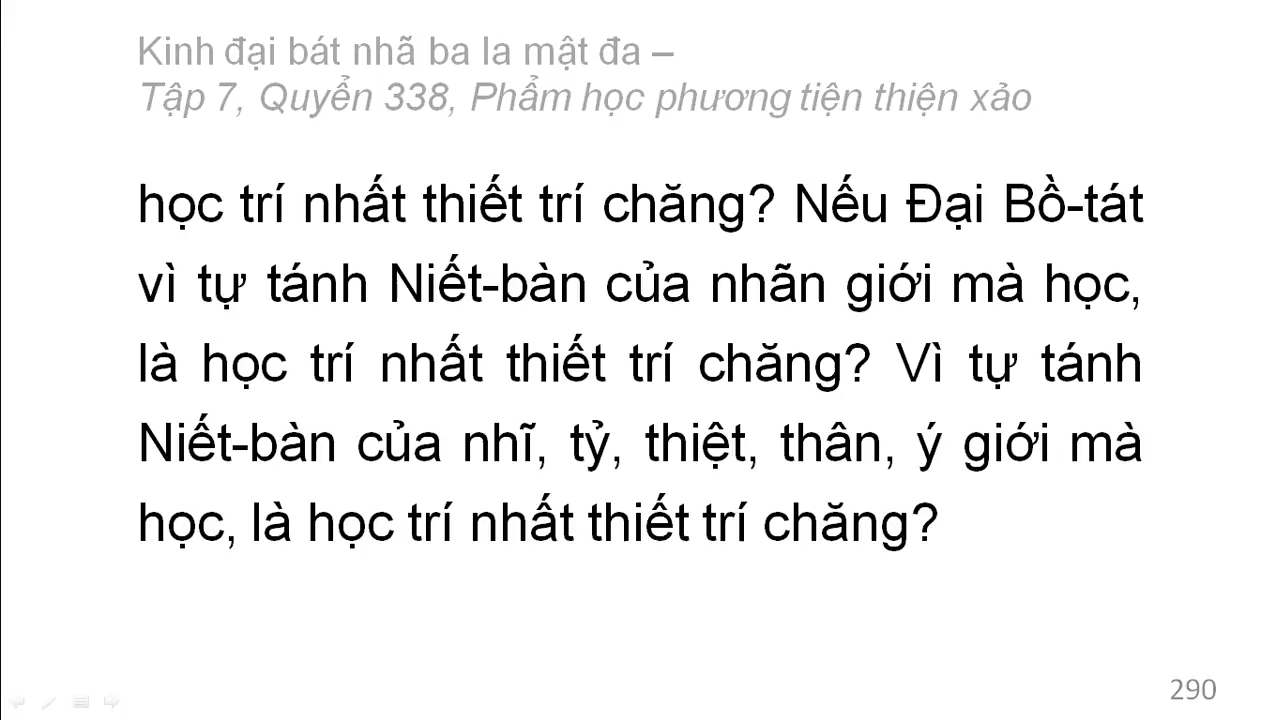 Kinh đại bát nhã ba la mật đa –
Tập 7, Quyển 338, Phẩm học phương tiện thiện xảo
học trí nhất thiết trí chăng? Nếu Đại Bồ-tát
vì tự tánh Niết-bàn của nhãn giới mà học,
là học trí nhất thiết trí chăng? Vì tự tánh
Niết-bàn của nhĩ, tỷ, thiệt, thân, ý giới mà
học, là học trí nhất thiết trí chăng?
290